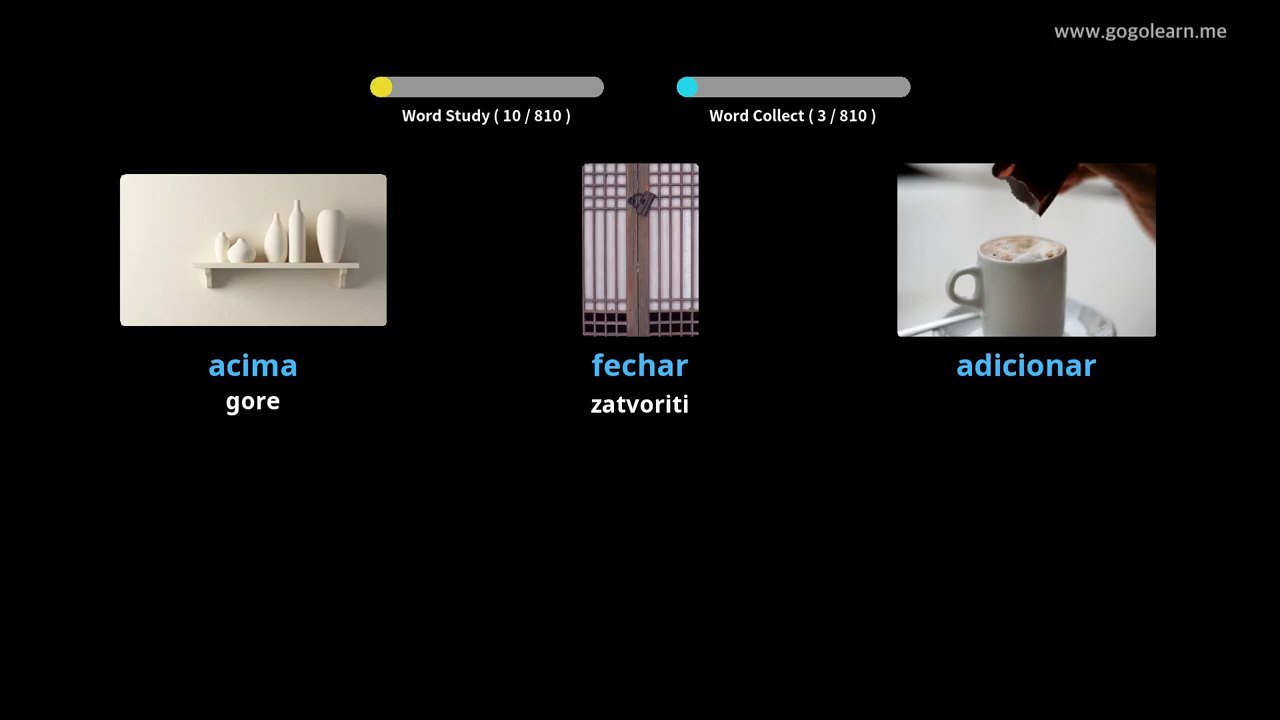 www.gogolearn.me
Word Study ( 10 / 810 )
Word Collect ( 3 / 810 )
acima
gore
fechar
zatvoriti
adicionar